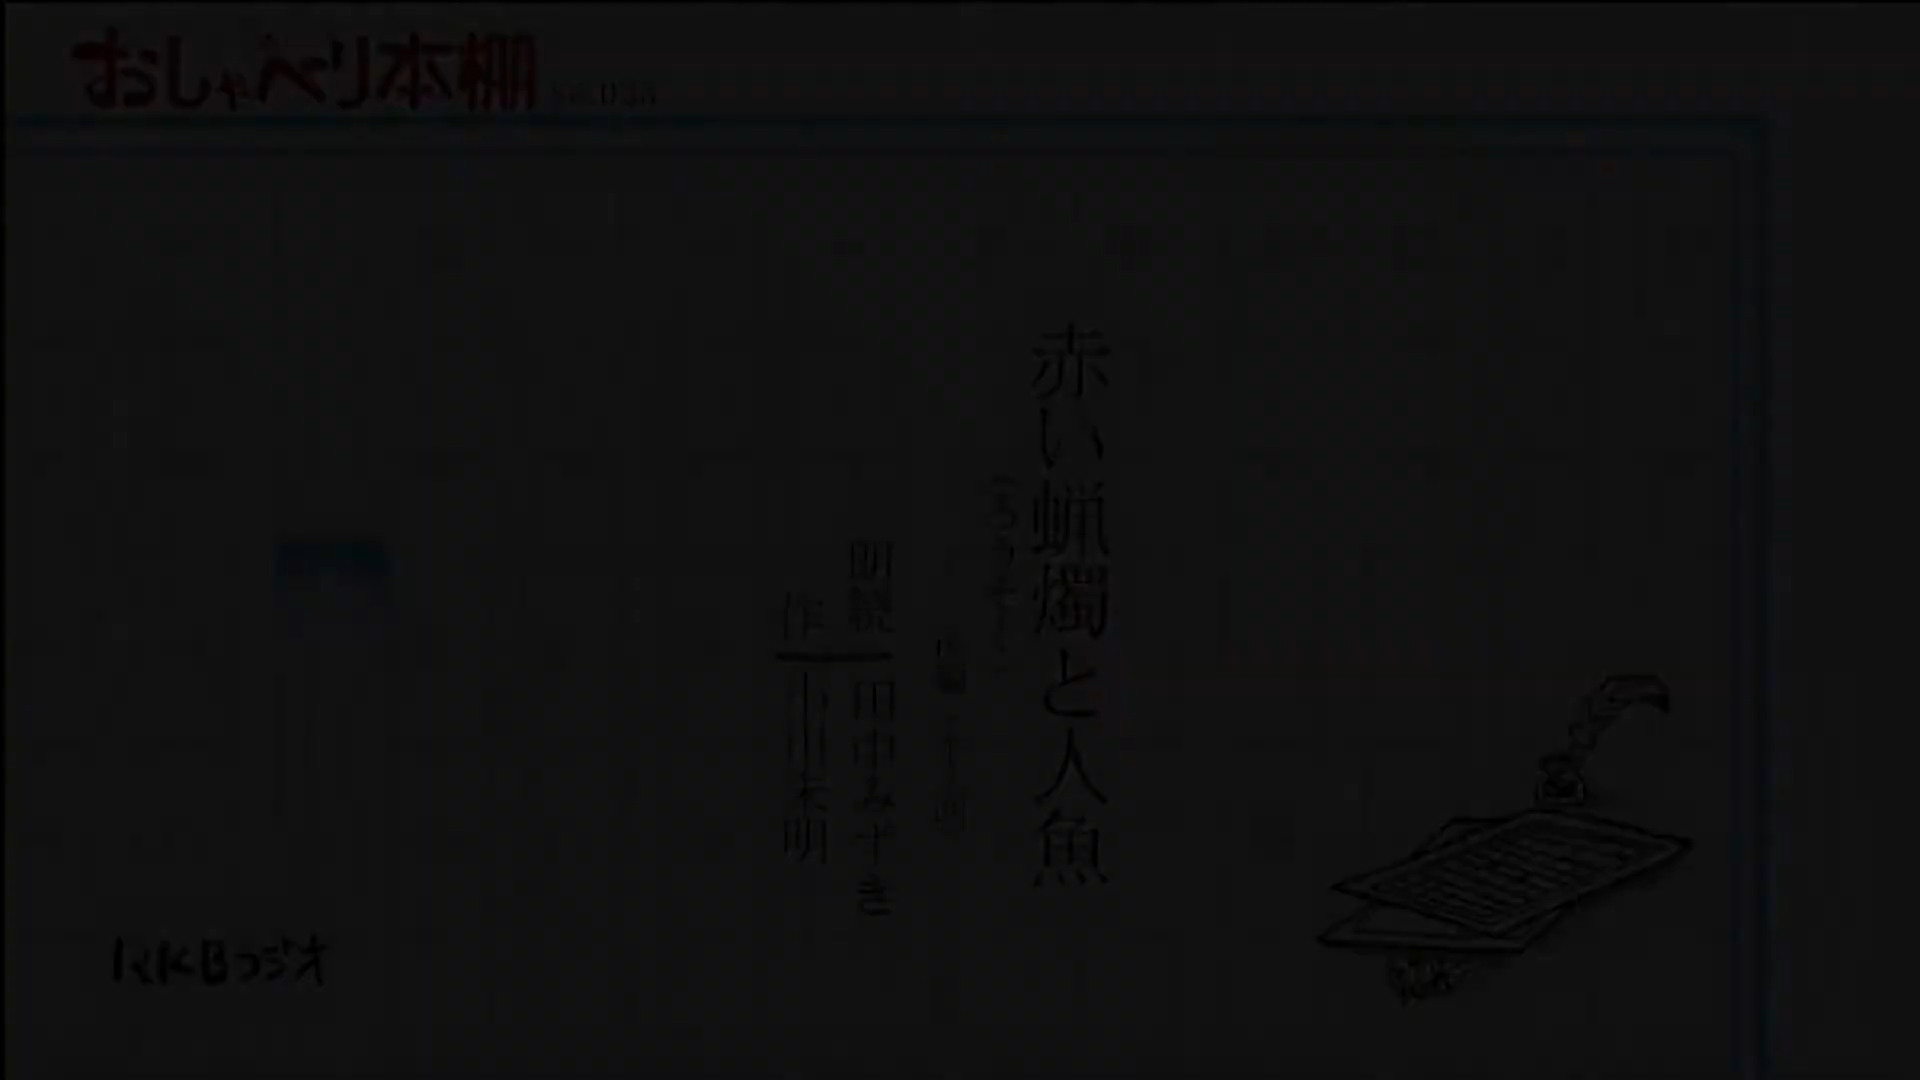 おしゃべり本棚
赤い蝋燭と人魚
朗読 田中みずき
作 小川未明
RKBラジオ